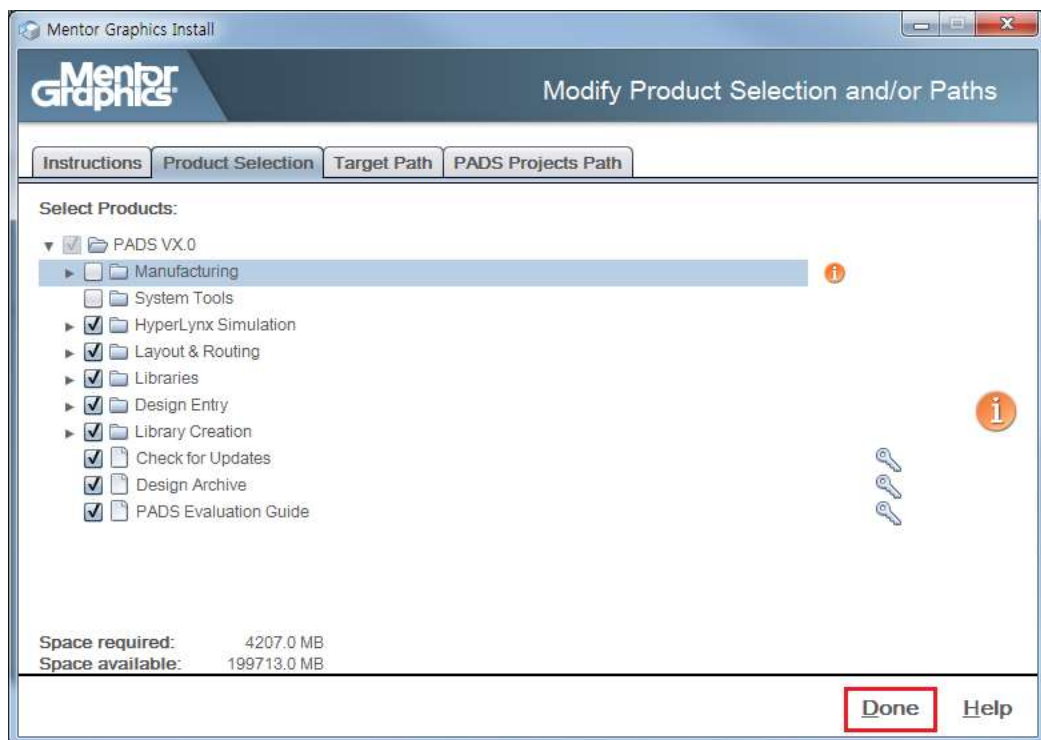 Mentor Graphics Install
Mentor
Graphics
Modify Product Selection and/or Paths
Instructions Product Selection Target Path PADS Projects Path
Select Products:
PADS VX.0
Manufacturing
System Tools
HyperLynx Simulation
Layout & Routing
Libraries
Design Entry
Library Creation
Check for Updates
Design Archive
PADS Evaluation Guide
Space required: 4207.0 MB
Space available: 199713.0 MB
Done Help